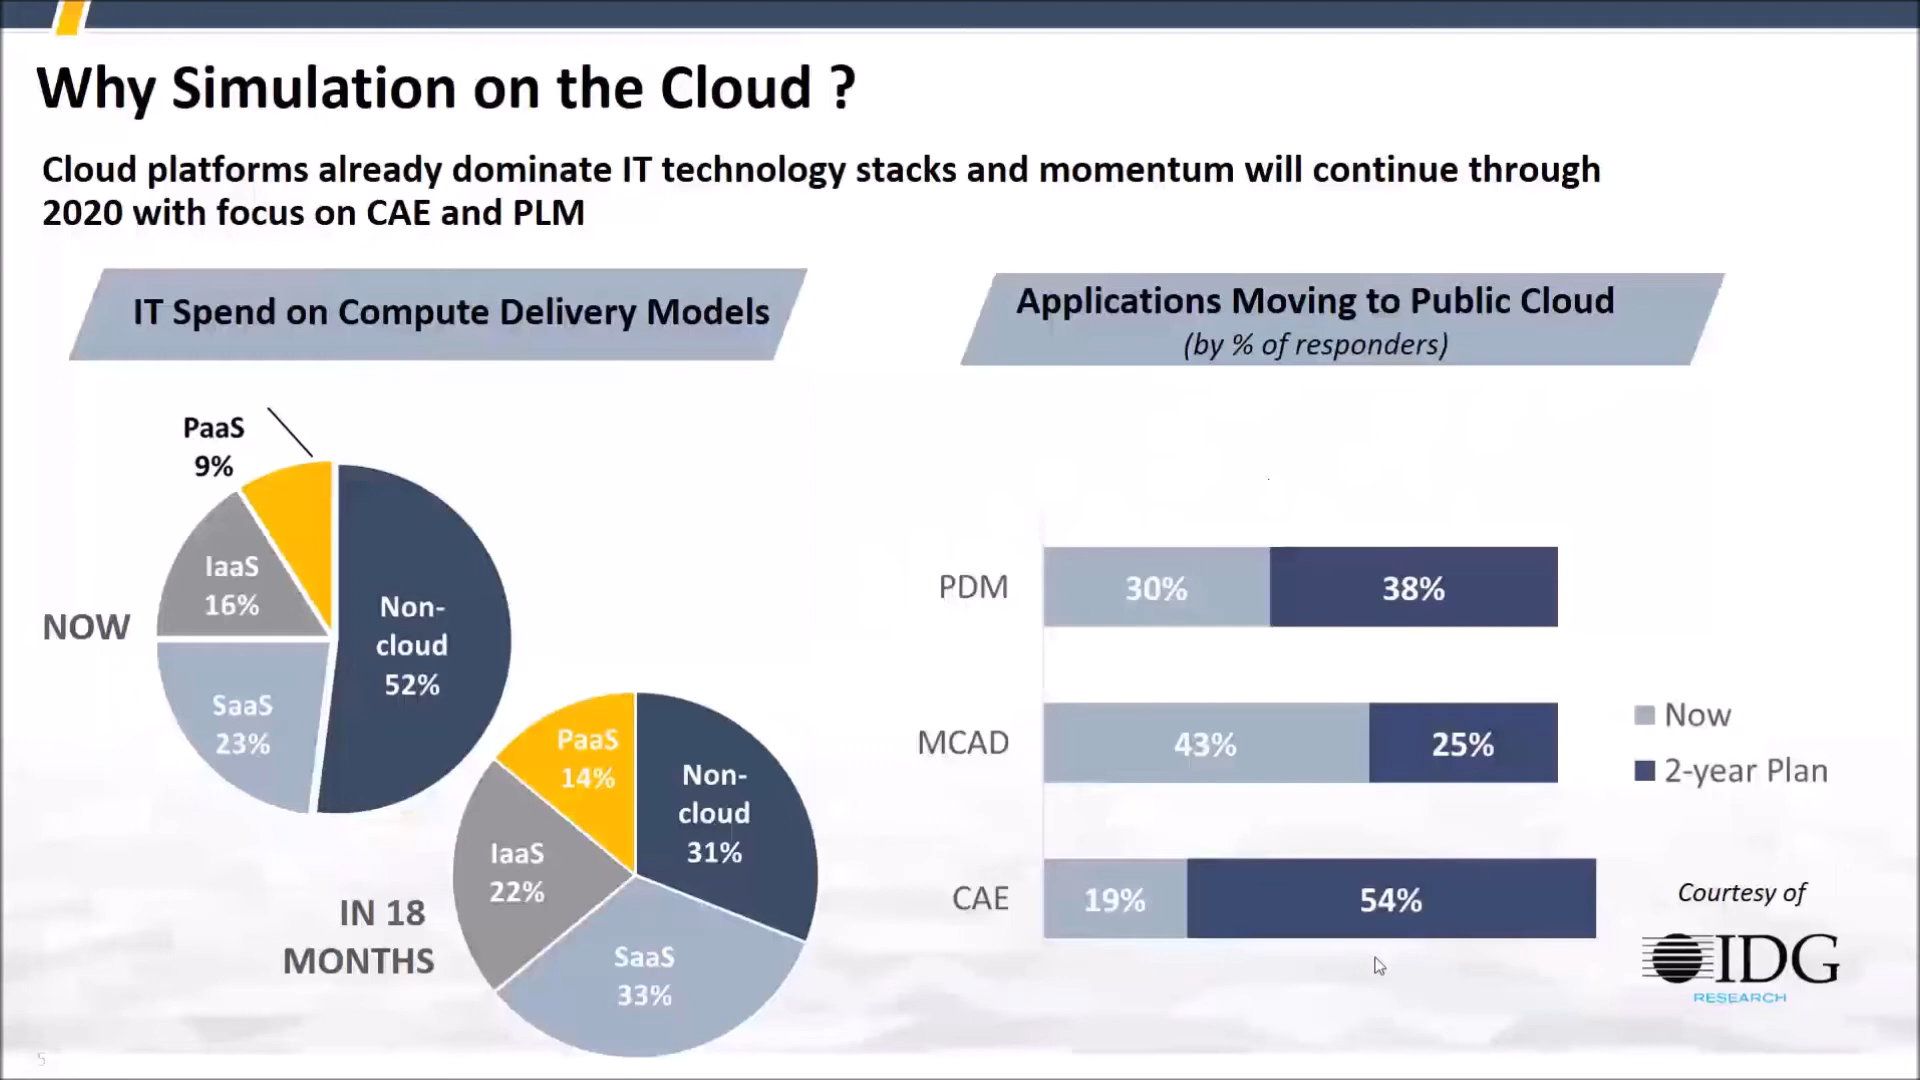 Why Simulation on the Cloud ?
Cloud platforms already dominate IT technology stacks and momentum will continue through
2020 with focus on CAE and PLM
IT Spend on Compute Delivery Models
PaaS
9%
IaaS
16%
Non-
cloud
52%
NOW
SaaS
23%
PaaS
14%
Non-
cloud
31%
IaaS
22%
SaaS
33%
IN 18
MONTHS
Applications Moving to Public Cloud
(by % of responders)
PDM
30%
38%
MCAD
43%
25%
CAE
19%
54%
Now
2-year Plan
Courtesy of
IDG
RESEARCH
5